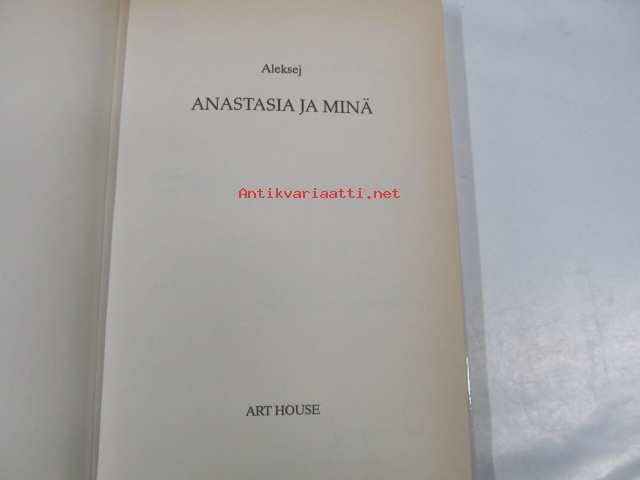 Aleksej
ANASTASIA JA MINÄ
Antikvariaatti.net
ART HOUSE